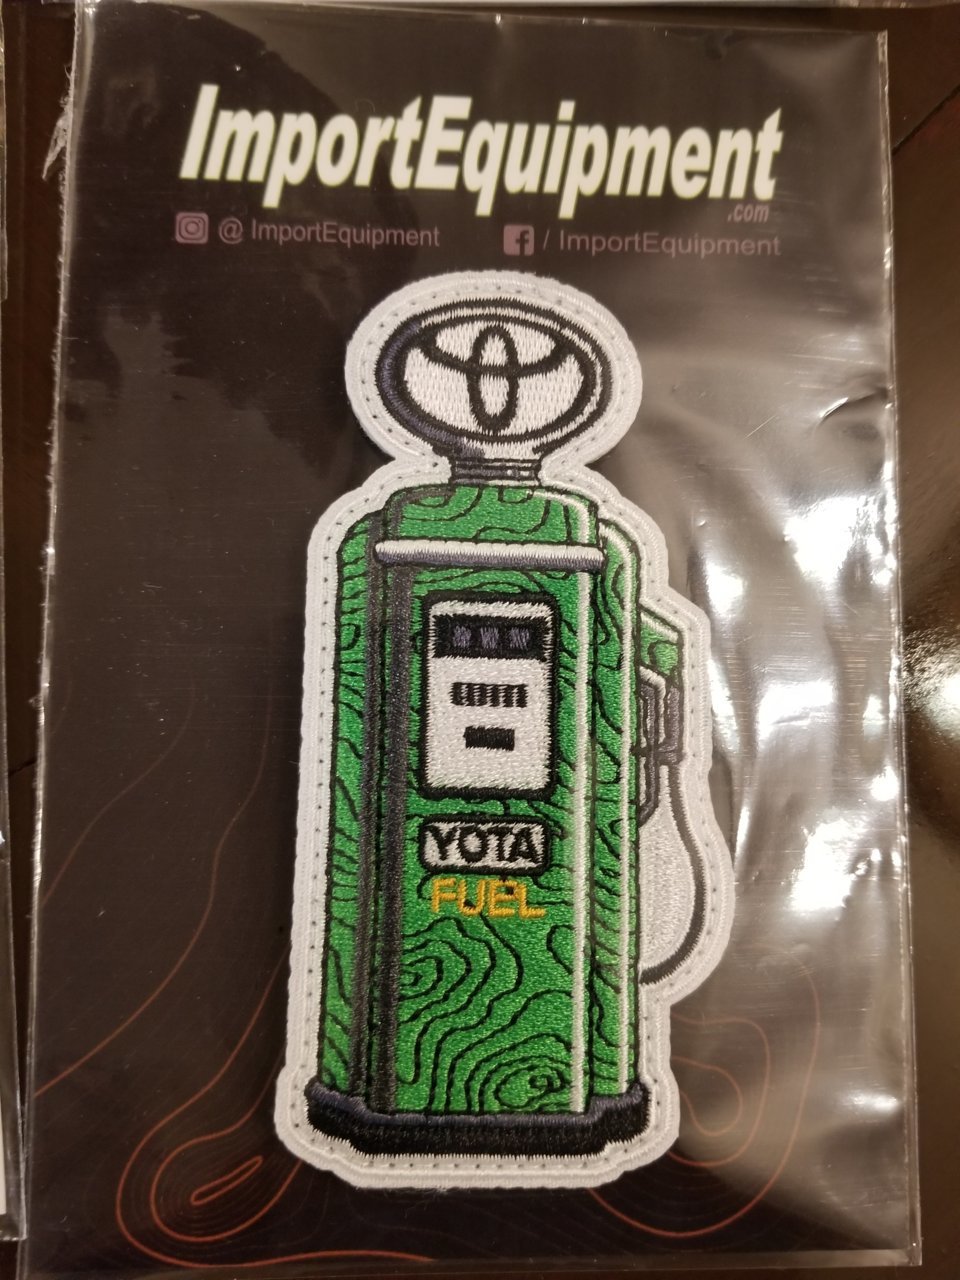 ImportEquipment
.com
@ ImportEquipment
/ ImportEquipment
YOTA
FUEL